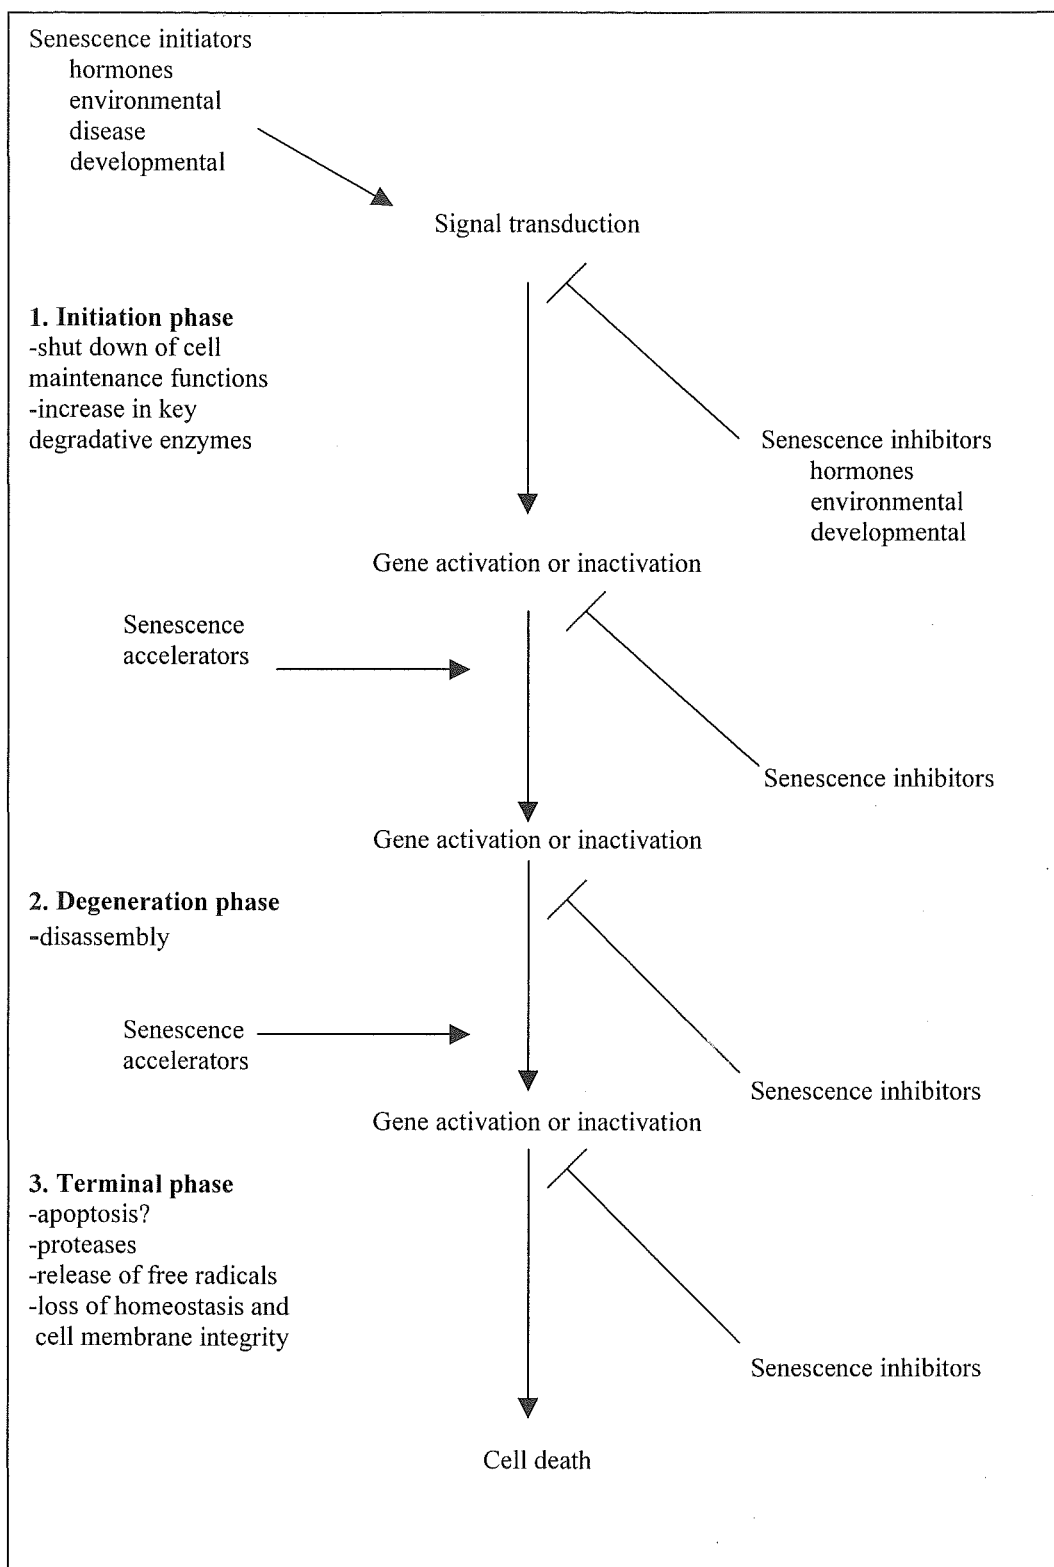 Senescence initiators
hormones
environmental
disease
developmental
Signal transduction
1. Initiation phase
-shut down of cell
maintenance functions
-increase in key
degradative enzymes
Senescence inhibitors
hormones
environmental
developmental
Gene activation or inactivation
Senescence
accelerators
Senescence inhibitors
Gene activation or inactivation
2. Degeneration phase
-disassembly
Senescence
accelerators
Senescence inhibitors
Gene activation or inactivation
3. Terminal phase
-apoptosis?
-proteases
-release of free radicals
-loss of homeostasis and
cell membrane integrity
Senescence inhibitors
Cell death